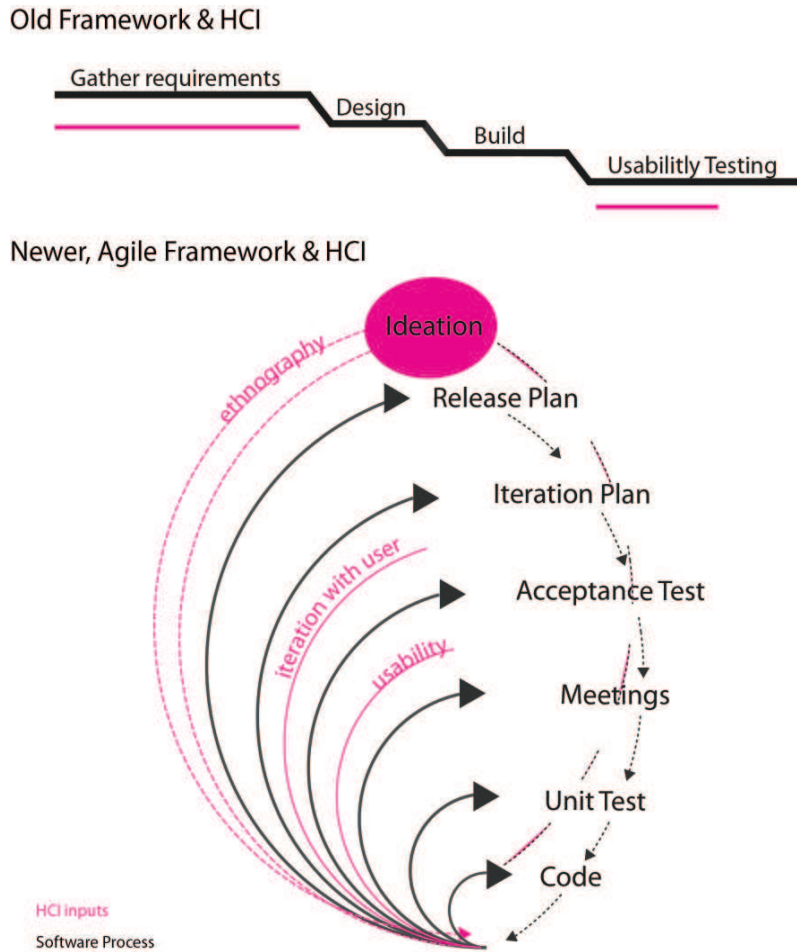 Old Framework & HCI
Gather requirements
Design
Build
Usabilitly Testing
Newer, Agile Framework & HCI
Ideation
ethnography
Release Plan
Iteration Plan
iteration with user
Acceptance Test
usability
Meetings
Unit Test
Code
HCI inputs
Software Process